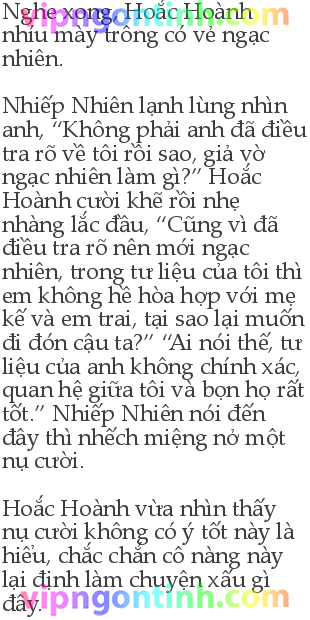 Nghe xong, Hoắc Hoành
nhíu mày trông có vẻ ngạc
nhiên.
Nhiếp Nhiên lạnh lùng nhìn
anh, “Không phải anh đã điều
tra rõ về tôi rồi sao, giả vờ
ngạc nhiên làm gì?” Hoắc
Hoành cười khẽ rồi nhẹ
nhàng lắc đầu, “Cũng vì đã
điều tra rõ nên mới ngạc
nhiên, trong tư liệu của tôi thì
em không hề hòa hợp với mẹ
kế và em trai, tại sao lại muốn
đi đón cậu ta?” “Ai nói thế, tư
liệu của anh không chính xác,
quan hệ giữa tôi và bọn họ rất
tốt.” Nhiếp Nhiên nói đến
đây thì nhếch miệng nở một
nụ cười.
Hoắc Hoành vừa nhìn thấy
nụ cười không có ý tốt này là
hiểu, chắc chắn cô nàng này
lại định làm chuyện xấu gì
đây.
vipngontinh.com
vipngontinh.com